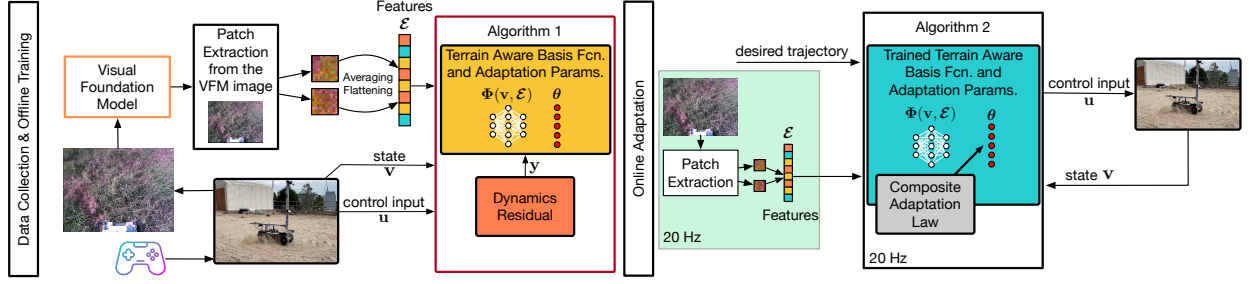 Data Collection & Offline Training
Visual
Foundation
Model
Patch
Extraction
from the
VFM image
Averaging
Flattening
Features
ℰ
state
v
control input
u
Algorithm 1
Terrain Aware Basis Fcn.
and Adaptation Params.
Φ(v, ℰ) θ
y
Dynamics
Residual
Online Adaptation
desired trajectory
Patch
Extraction
ℰ
Features
20 Hz
Algorithm 2
Trained Terrain Aware
Basis Fcn. and
Adaptation Params.
Φ(v, ℰ) θ
Composite
Adaptation
Law
20 Hz
control input
u
state v